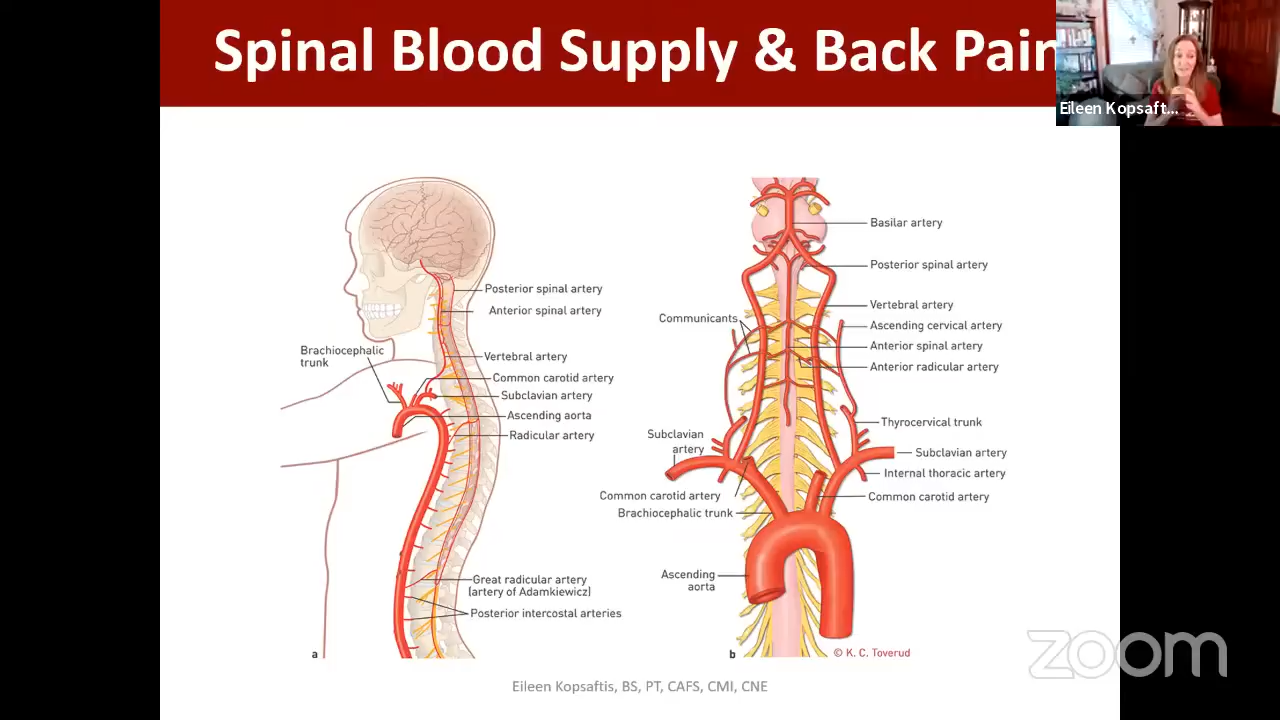 Spinal Blood Supply & Back Pain
Eileen Kopsaft...
Posterior spinal artery
Anterior spinal artery
Brachiocephalic
trunk
Vertebral artery
Common carotid artery
Subclavian artery
Ascending aorta
Radicular artery
Great radicular artery
(artery of Adamkiewicz)
Posterior intercostal arteries
a
Basilar artery
Posterior spinal artery
Vertebral artery
Communicants
Ascending cervical artery
Anterior spinal artery
Anterior radicular artery
Thyrocervical trunk
Subclavian
artery
Subclavian artery
Internal thoracic artery
Common carotid artery
Common carotid artery
Brachiocephalic trunk
Ascending
aorta
b
© K. C. Toverud
zoom
Eileen Kopsaftis, BS, PT, CAFS, CMI, CNE